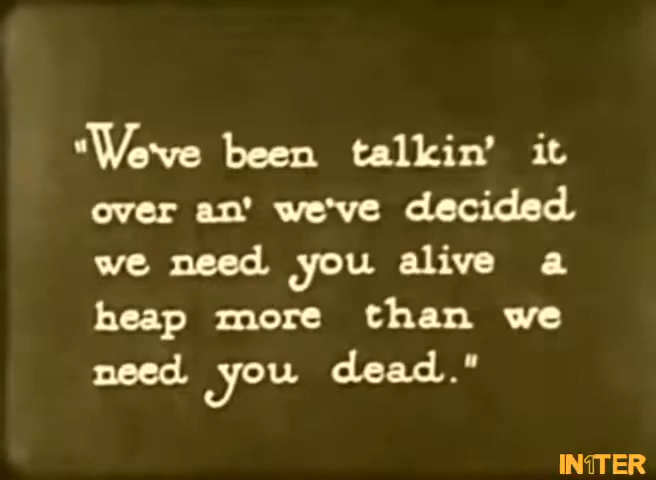 "We've been talkin' it
over an' we've decided
we need you alive a
heap more than we
need you dead."
IN1TER